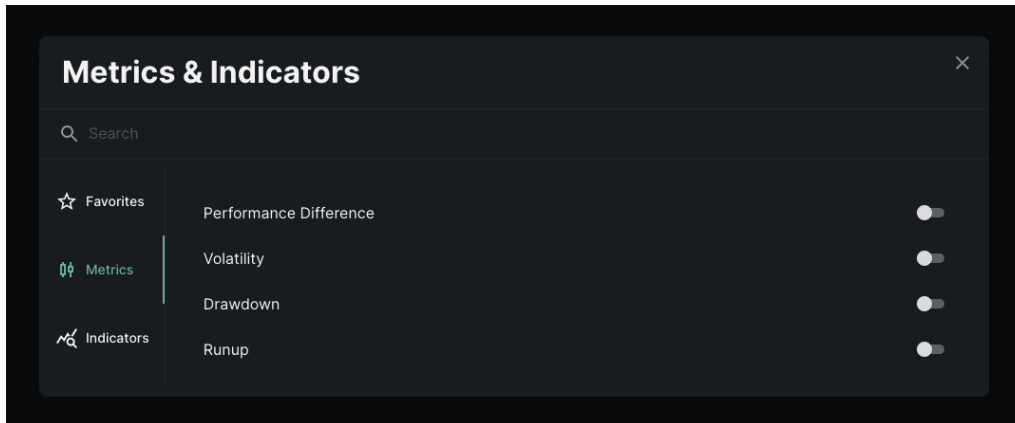 Metrics & Indicators
Search
Favorites
Metrics
Indicators
Performance Difference
Volatility
Drawdown
Runup